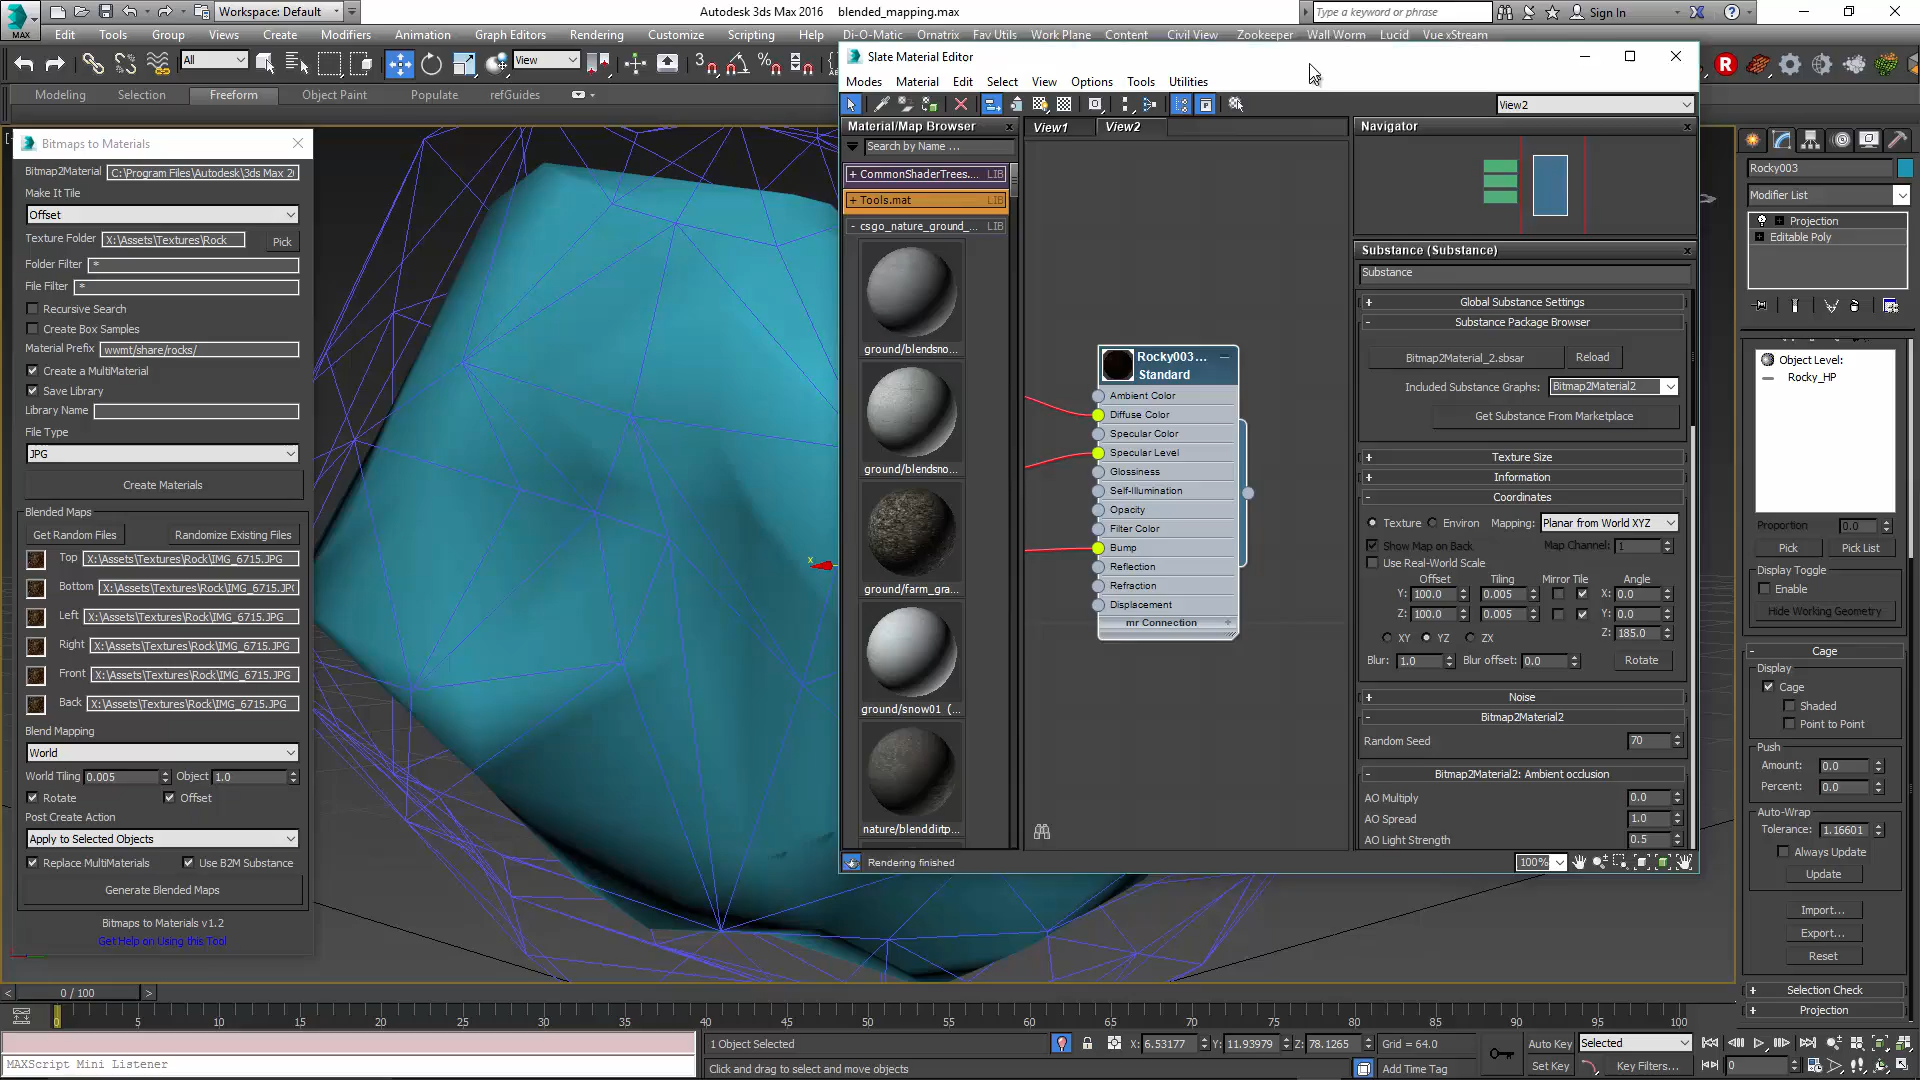 Workspace: Default
Autodesk 3ds Max 2016    blended_mapping.max
Type a keyword or phrase
Sign In
MAX
Edit  Tools  Group  Views  Create  Modifiers  Animation  Graph Editors  Rendering  Customize  Scripting  Help  Di-O-Matic  Ornatrix  Fav Utils  Work Plane  Content  Civil View  Zookeeper  Wall Worm  Lucid  Vue xStream
All
View
Modeling  Selection  Freeform  Object Paint  Populate  refGuides
Bitmaps to Materials
Bitmap2Material C:\Program Files\Autodesk\3ds Max 2(
Make It Tile
Offset
Texture Folder X:\Assets\Textures\Rock Pick
Folder Filter *
File Filter *
Recursive Search
Create Box Samples
Material Prefix wwmt/share/rocks/
Create a MultiMaterial
Save Library
Library Name
File Type
JPG
Create Materials
Blended Maps
Get Random Files  Randomize Existing Files
Top X:\Assets\Textures\Rock\IMG_6715.JPG
Bottom X:\Assets\Textures\Rock\IMG_6715.JP(
Left X:\Assets\Textures\Rock\IMG_6715.JPG
Right X:\Assets\Textures\Rock\IMG_6715.JPG
Front X:\Assets\Textures\Rock\IMG_6715.JPG
Back X:\Assets\Textures\Rock\IMG_6715.JPG
Blend Mapping
World
World Tiling 0.005 Object 1.0
Rotate  Offset
Post Create Action
Apply to Selected Objects
Replace MultiMaterials  Use B2M Substance
Generate Blended Maps
Bitmaps to Materials v1.2
Get Help on Using this Tool
x
Slate Material Editor
Modes  Material  Edit  Select  View  Options  Tools  Utilities
View2
Material/Map Browser
Search by Name ...
+ CommonShaderTrees.... LIB
+ Tools.mat LIB
- csgo_nature_ground_... LIB
ground/blendsno...
ground/blendsno...
ground/farm_gra...
ground/snow01 (...
nature/blenddirtp...
Rendering finished
View1  View2
Rocky003...
Standard
Ambient Color
Diffuse Color
Specular Color
Specular Level
Glossiness
Self-Illumination
Opacity
Filter Color
Bump
Reflection
Refraction
Displacement
mr Connection +
Navigator
Substance (Substance)
Substance
+ Global Substance Settings
- Substance Package Browser
Bitmap2Material_2.sbsar Reload
Included Substance Graphs: Bitmap2Material2
Get Substance From Marketplace
+ Texture Size
+ Information
- Coordinates
Texture  Environ  Mapping: Planar from World XYZ
Show Map on Back  Map Channel: 1
Use Real-World Scale
Offset  Tiling  Mirror Tile  Angle
Y: 100.0  0.005  X: 0.0
Z: 100.0  0.005  Y: 0.0
XY  YZ  ZX  Z: 185.0
Blur: 1.0  Blur offset: 0.0  Rotate
+ Noise
- Bitmap2Material2
Random Seed 70
- Bitmap2Material2: Ambient occlusion
AO Multiply 0.0
AO Spread 1.0
AO Light Strength 0.5
100%
Rocky003
Modifier List
Projection
Editable Poly
Object Level:
Rocky_HP
Proportion 0.0
Pick  Pick List
Display Toggle
Enable
Hide Working Geometry
- Cage
Display
Cage
Shaded
Point to Point
Push
Amount: 0.0
Percent: 0.0
Auto-Wrap
Tolerance: 1.16601
Always Update
Update
Import...
Export...
Reset
+ Selection Check
+ Projection
< 0 / 100 >
0 5 10 15 20 25 30 35 40 45 50 55 60 65 70 75 80 85 90 95 100
MAXScript Mini Listener
1 Object Selected
X: 6.53177 Y: 11.93979 Z: 78.1265 Grid = 64.0
Auto Key Selected
Click and drag to select and move objects
Add Time Tag
Set Key Key Filters...
0